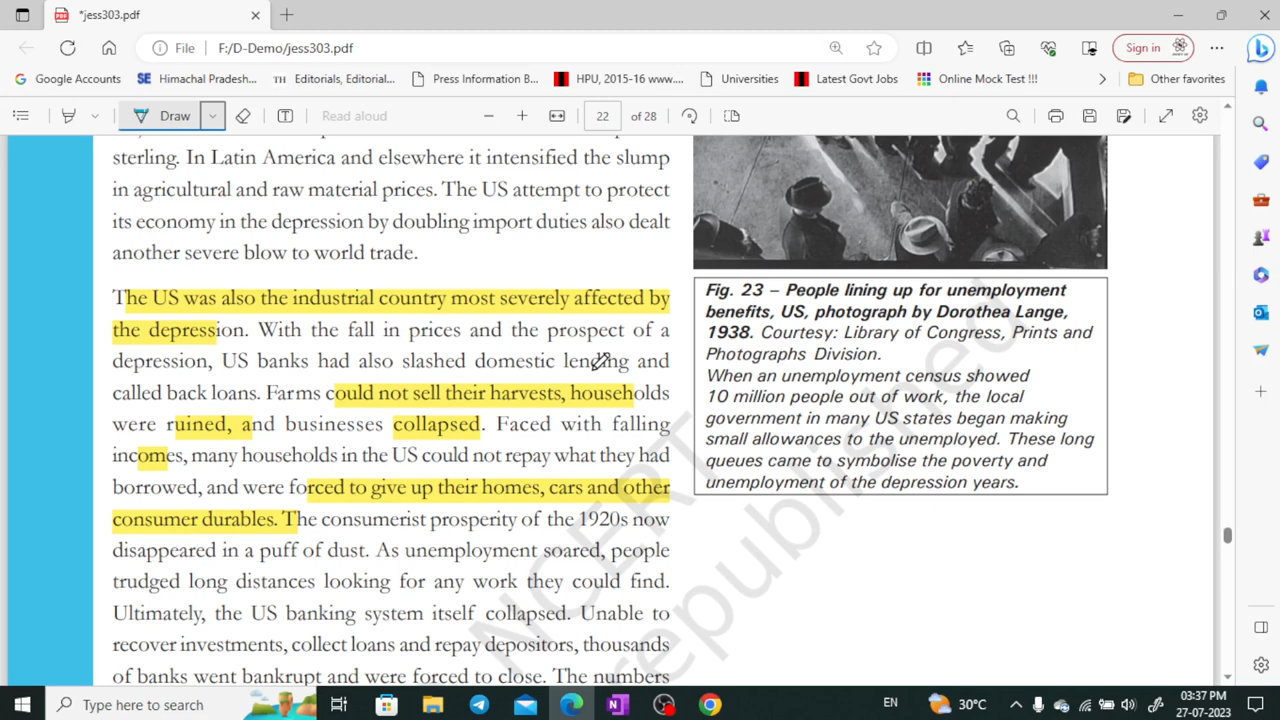 *jess303.pdf
File F:/D-Demo/jess303.pdf Sign in
Google Accounts SE Himachal Pradesh... TH Editorials, Editorial... Press Information B... HPU, 2015-16 www.... Universities Latest Govt Jobs Online Mock Test !!! Other favorites
Draw Read aloud 22 of 28
sterling. In Latin America and elsewhere it intensified the slump
in agricultural and raw material prices. The US attempt to protect
its economy in the depression by doubling import duties also dealt
another severe blow to world trade.
The US was also the industrial country most severely affected by
the depression. With the fall in prices and the prospect of a
depression, US banks had also slashed domestic lending and
called back loans. Farms could not sell their harvests, households
were ruined, and businesses collapsed. Faced with falling
incomes, many households in the US could not repay what they had
borrowed, and were forced to give up their homes, cars and other
consumer durables. The consumerist prosperity of the 1920s now
disappeared in a puff of dust. As unemployment soared, people
trudged long distances looking for any work they could find.
Ultimately, the US banking system itself collapsed. Unable to
recover investments, collect loans and repay depositors, thousands
of banks went bankrupt and were forced to close. The numbers
Fig. 23 – People lining up for unemployment
benefits, US, photograph by Dorothea Lange,
1938. Courtesy: Library of Congress, Prints and
Photographs Division.
When an unemployment census showed
10 million people out of work, the local
government in many US states began making
small allowances to the unemployed. These long
queues came to symbolise the poverty and
unemployment of the depression years.
NCERT
republished
Type here to search
30°C
EN
03:37 PM
27-07-2023